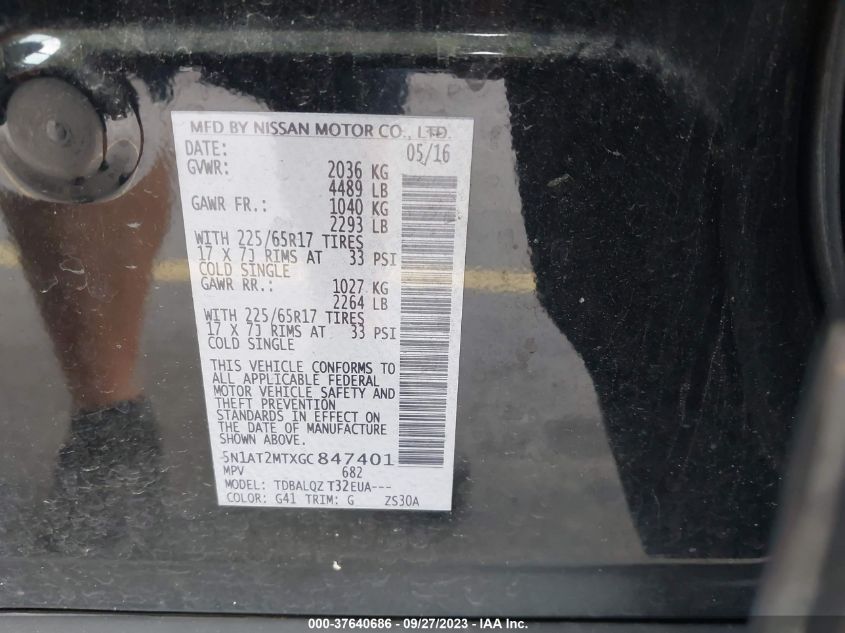 MFD BY NISSAN MOTOR CO., LTD.
DATE: 05/16
GVWR: 2036 KG
4489 LB
GAWR FR.: 1040 KG
2293 LB
WITH 225/65R17 TIRES
17 X 7J RIMS AT 33 PSI
COLD SINGLE
GAWR RR.: 1027 KG
2264 LB
WITH 225/65R17 TIRES
17 X 7J RIMS AT 33 PSI
COLD SINGLE
THIS VEHICLE CONFORMS TO
ALL APPLICABLE FEDERAL
MOTOR VEHICLE SAFETY AND
THEFT PREVENTION
STANDARDS IN EFFECT ON
THE DATE OF MANUFACTURE
SHOWN ABOVE.
5N1AT2MTXGC847401
MPV 682
MODEL: TDBALQZ T32EUA---
COLOR: G41 TRIM: G ZS30A
000-37640686 - 09/27/2023 - IAA Inc.